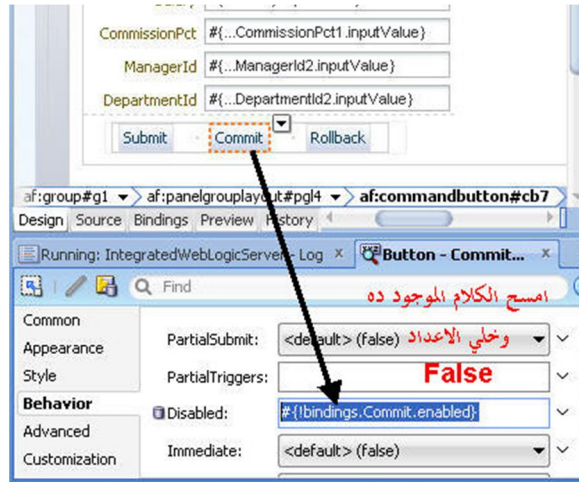 CommissionPct #{...CommissionPct1.inputValue}
ManagerId #{...ManagerId2.inputValue}
DepartmentId #{...DepartmentId2.inputValue}
Submit Commit Rollback
af:group#g1 af:panelgrouplayout#pgl4 af:commandbutton#cb7
Design Source Bindings Preview History
Running: IntegratedWebLogicServer - Log x Button - Commit... x
Find
امسح الكلام الموجود ده
Common
PartialSubmit: <default> (false) وخلي الاعداد
Appearance
Style PartialTriggers: False
Behavior
Disabled: #{!bindings.Commit.enabled}
Advanced
Immediate: <default> (false)
Customization